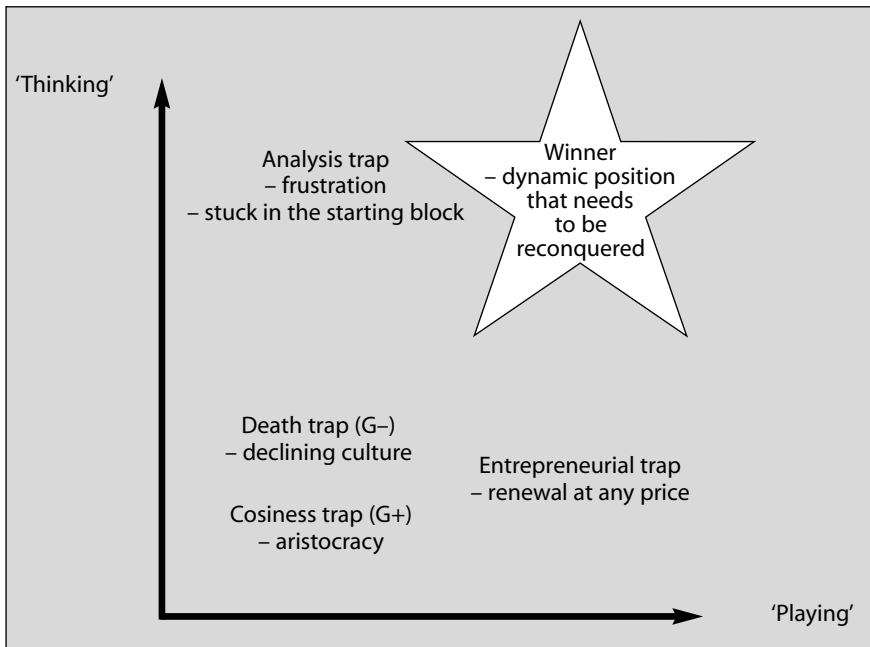 ‘Thinking’
Analysis trap
– frustration
– stuck in the starting block
Winner
– dynamic position
that needs
to be
reconquered
Death trap (G–)
– declining culture
Cosiness trap (G+)
– aristocracy
Entrepreneurial trap
– renewal at any price
‘Playing’